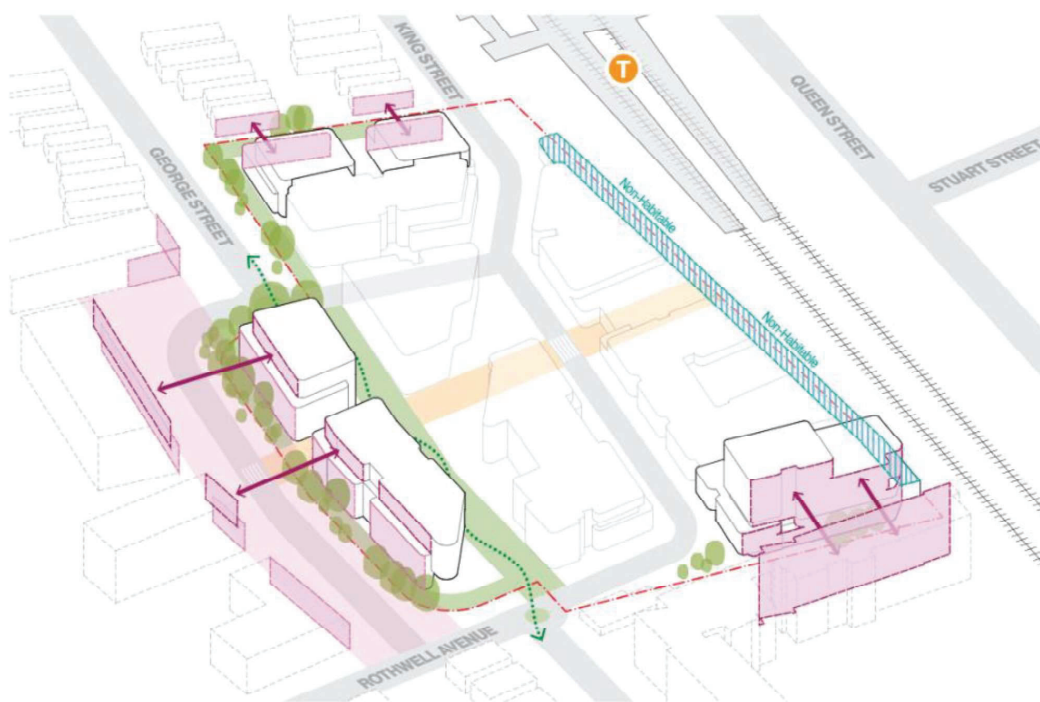 KING STREET
T
QUEEN STREET
STUART STREET
GEORGE STREET
Non-Habitable
Non-Habitable
ROTHWELL AVENUE